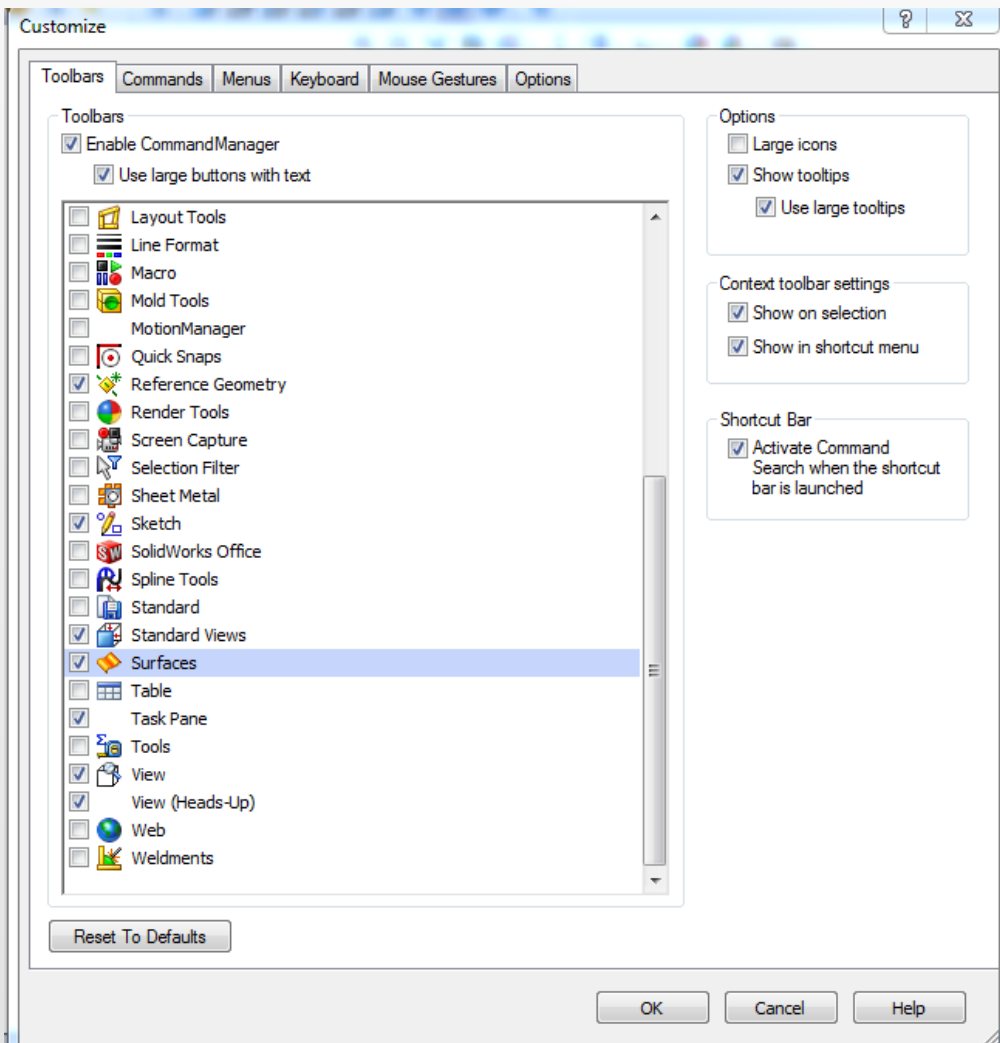 Customize
Toolbars Commands Menus Keyboard Mouse Gestures Options
Toolbars
Enable CommandManager
Use large buttons with text
Layout Tools
Line Format
Macro
Mold Tools
MotionManager
Quick Snaps
Reference Geometry
Render Tools
Screen Capture
Selection Filter
Sheet Metal
Sketch
SolidWorks Office
Spline Tools
Standard
Standard Views
Surfaces
Table
Task Pane
Tools
View
View (Heads-Up)
Web
Weldments
Reset To Defaults
Options
Large icons
Show tooltips
Use large tooltips
Context toolbar settings
Show on selection
Show in shortcut menu
Shortcut Bar
Activate Command
Search when the shortcut
bar is launched
OK Cancel Help